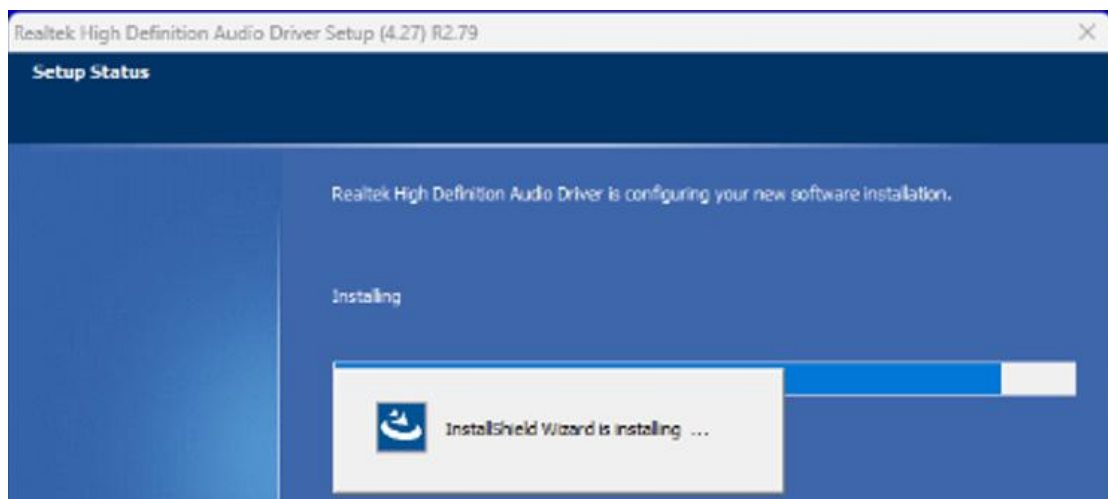 Realtek High Definition Audio Driver Setup (4.27) R2.79
Setup Status
Realtek High Definition Audio Driver is configuring your new software installation.
Installing
InstallShield Wizard is installing ...